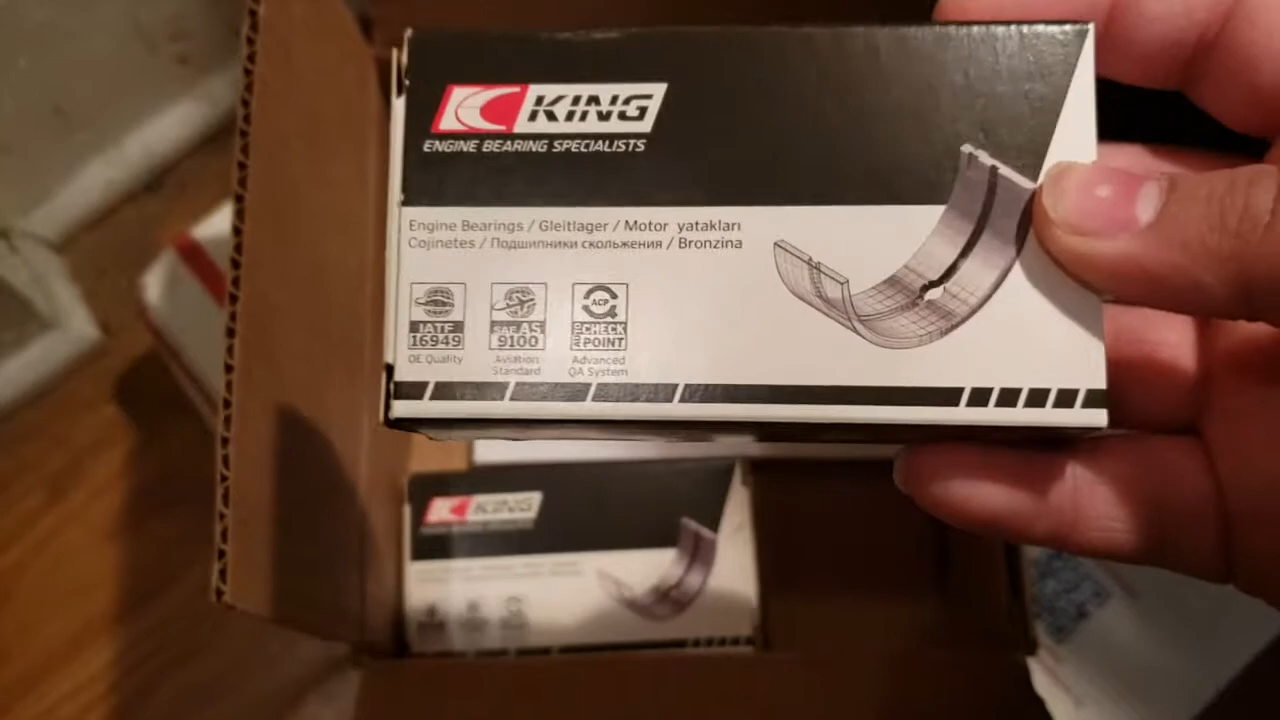 KING
ENGINE BEARING SPECIALISTS
Engine Bearings / Gleitlager / Motor yatakları
Cojinetes / Подшипники скольжения / Bronzina
IATF
16949
OE Quality
SAE AS
9100
Aviation
Standard
ACP
AUTO CHECK
POINT
Advanced
QA System
KING